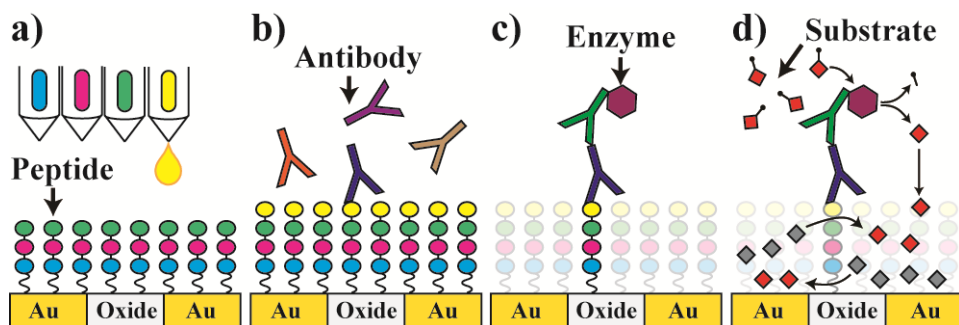 a)
Peptide
Au Oxide Au
b)
Antibody
Au Oxide Au
c)
Enzyme
Au Oxide Au
d)
Substrate
Au Oxide Au